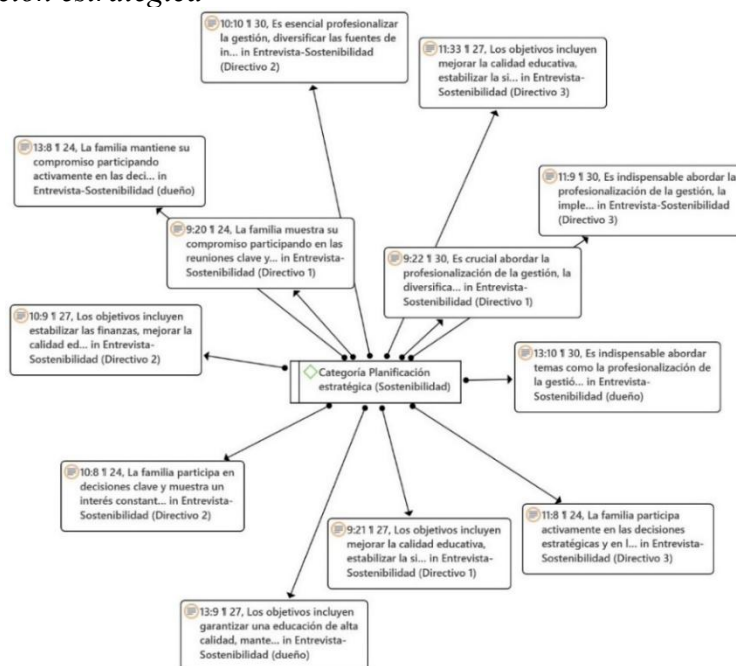 ción estratégica
10:10 ¶ 30, Es esencial profesionalizar
la gestión, diversificar las fuentes de
in... in Entrevista-Sostenibilidad
(Directivo 2)
11:33 ¶ 27, Los objetivos incluyen
mejorar la calidad educativa,
estabilizar la si... in Entrevista-
Sostenibilidad (Directivo 3)
13:8 ¶ 24, La familia mantiene su
compromiso participando
activamente en las deci... in
Entrevista-Sostenibilidad (dueño)
11:9 ¶ 30, Es indispensable abordar la
profesionalización de la gestión, la
imple... in Entrevista-Sostenibilidad
(Directivo 3)
9:20 ¶ 24, La familia muestra su
compromiso participando en las
reuniones clave y... in Entrevista-
Sostenibilidad (Directivo 1)
9:22 ¶ 30, Es crucial abordar la
profesionalización de la gestión, la
diversifica... in Entrevista-
Sostenibilidad (Directivo 1)
10:9 ¶ 27, Los objetivos incluyen
estabilizar las finanzas, mejorar la
calidad ed... in Entrevista-
Sostenibilidad (Directivo 2)
Categoría Planificación
estratégica (Sostenibilidad)
13:10 ¶ 30, Es indispensable abordar
temas como la profesionalización de
la gestió... in Entrevista-
Sostenibilidad (dueño)
10:8 ¶ 24, La familia participa en
decisiones clave y muestra un
interés constant... in Entrevista-
Sostenibilidad (Directivo 2)
9:21 ¶ 27, Los objetivos incluyen
mejorar la calidad educativa,
estabilizar la si... in Entrevista-
Sostenibilidad (Directivo 1)
11:8 ¶ 24, La familia participa
activamente en las decisiones
estratégicas y en l... in Entrevista-
Sostenibilidad (Directivo 3)
13:9 ¶ 27, Los objetivos incluyen
garantizar una educación de alta
calidad, mante... in Entrevista-
Sostenibilidad (dueño)